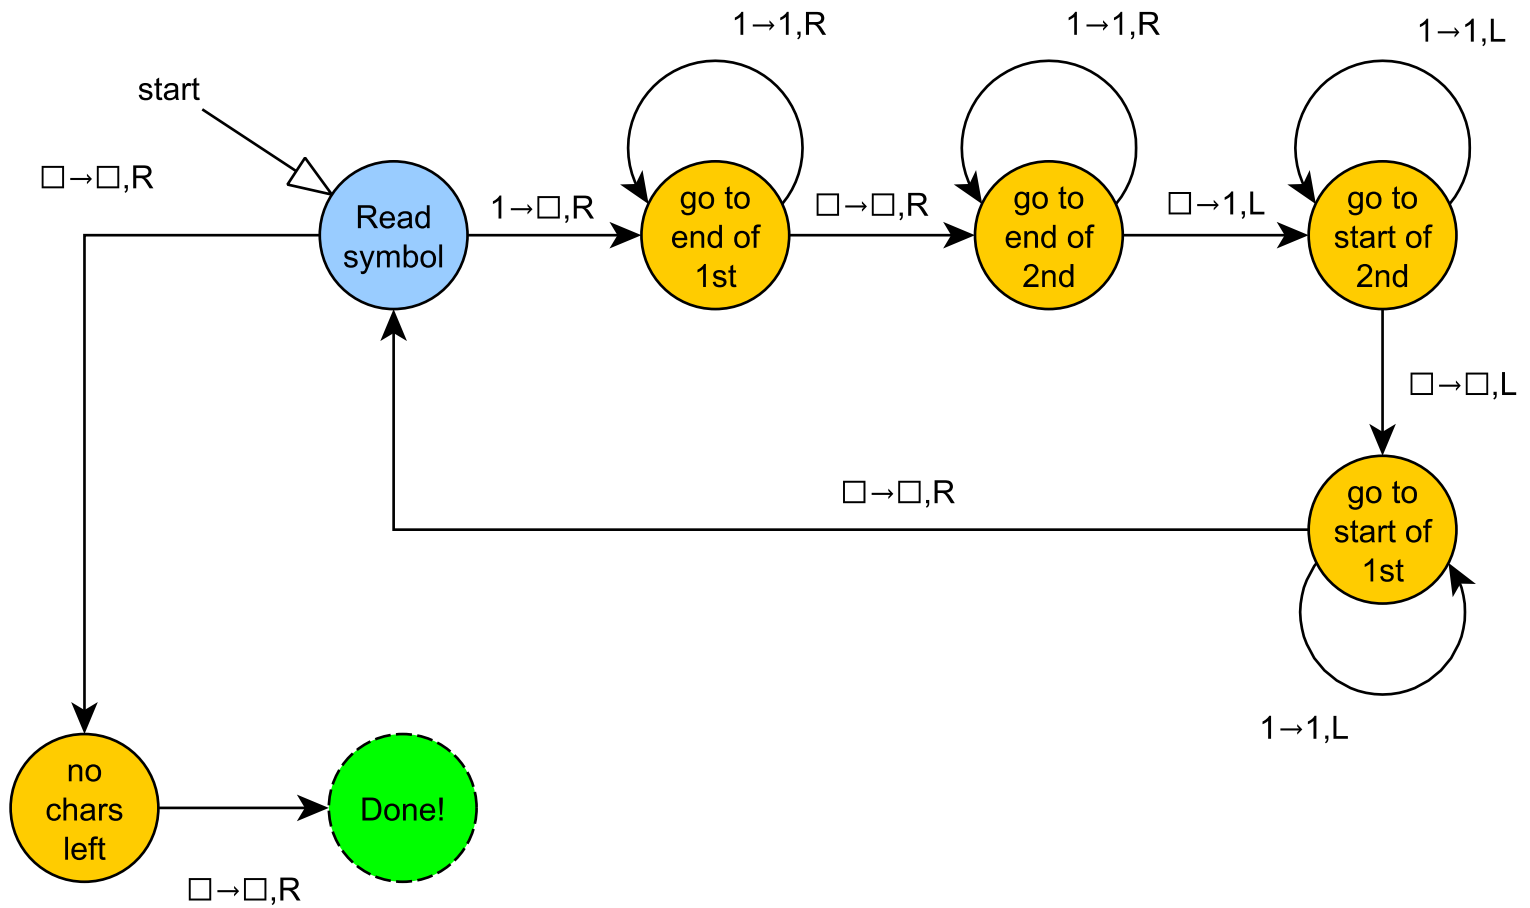 1→1,R
1→1,R
1→1,L
start
□→□,R
Read
symbol
1→□,R
go to
end of
1st
□→□,R
go to
end of
2nd
□→1,L
go to
start of
2nd
□→□,L
□→□,R
go to
start of
1st
1→1,L
no
chars
left
Done!
□→□,R